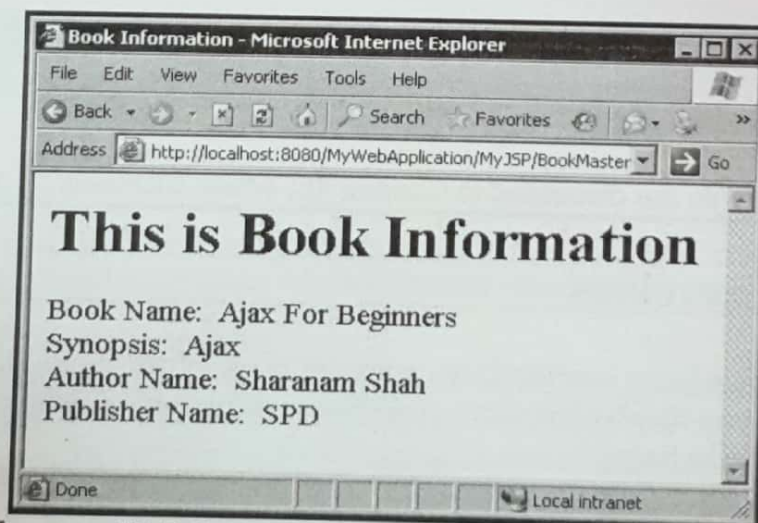 Book Information - Microsoft Internet Explorer
File Edit View Favorites Tools Help
Back Search Favorites »
Address http://localhost:8080/MyWebApplication/MyJSP/BookMaster Go
This is Book Information
Book Name: Ajax For Beginners
Synopsis: Ajax
Author Name: Sharanam Shah
Publisher Name: SPD
Done Local intranet